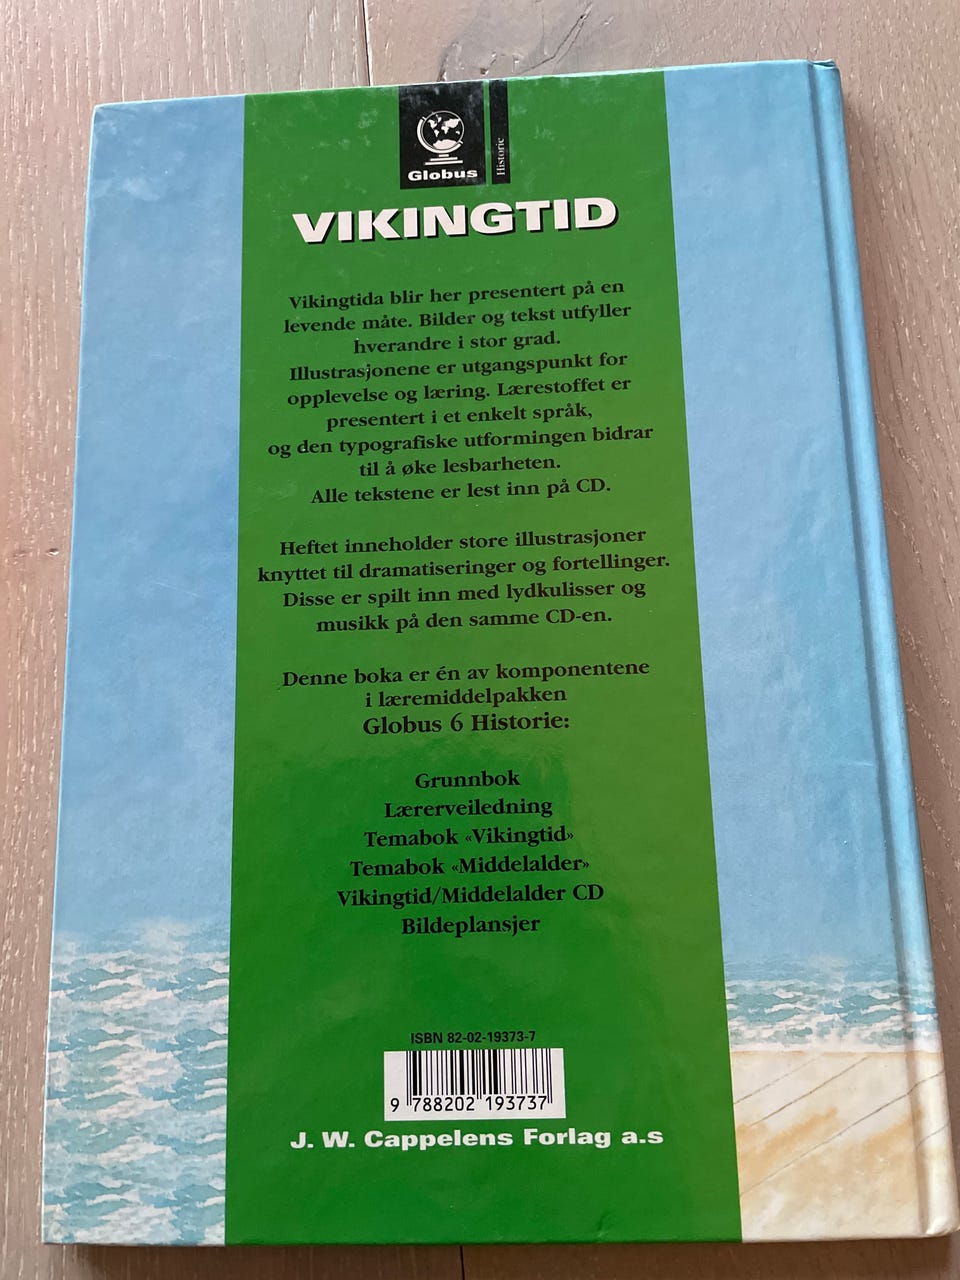 Globus
Historie
VIKINGTID
Vikingtida blir her presentert på en
levende måte. Bilder og tekst utfyller
hverandre i stor grad.
Illustrasjonene er utgangspunkt for
opplevelse og læring. Lærestoffet er
presentert i et enkelt språk,
og den typografiske utformingen bidrar
til å øke lesbarheten.
Alle tekstene er lest inn på CD.
Heftet inneholder store illustrasjoner
knyttet til dramatiseringer og fortellinger.
Disse er spilt inn med lydkulisser og
musikk på den samme CD-en.
Denne boka er én av komponentene
i læremiddelpakken
Globus 6 Historie:
Grunnbok
Lærerveiledning
Temabok «Vikingtid»
Temabok «Middelalder»
Vikingtid/Middelalder CD
Bildeplansjer
ISBN 82-02-19373-7
9 788202 193737
J. W. Cappelens Forlag a.s